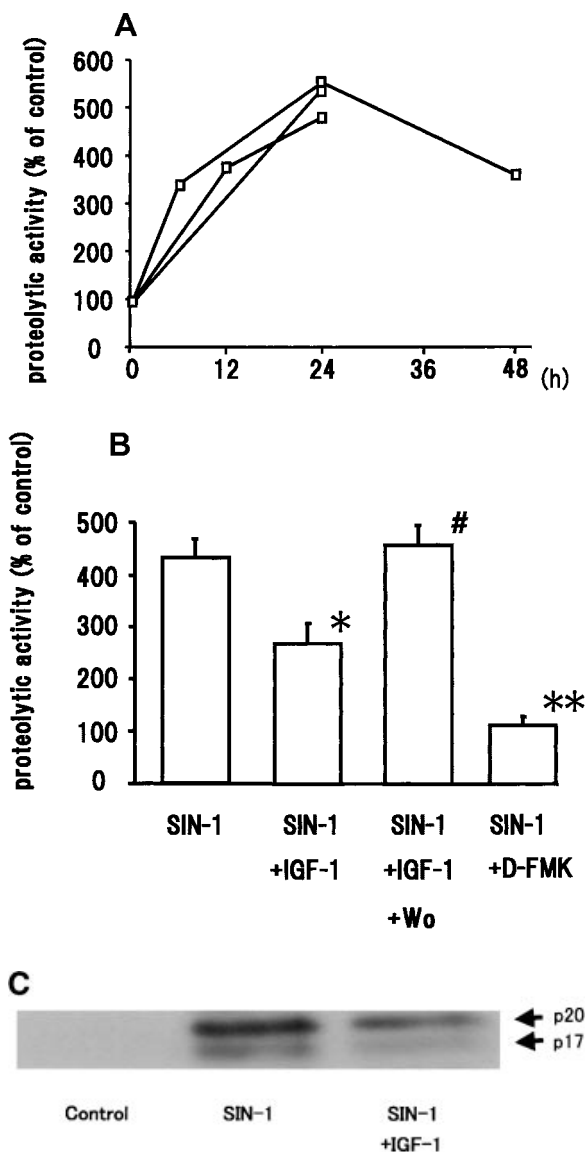 A
proteolytic activity (% of control)
600
500
400
300
200
100
0
0 12 24 36 48 (h)
B
proteolytic activity (% of control)
500
400
300
200
100
0
*
#
**
SIN-1 SIN-1 SIN-1 SIN-1
+IGF-1 +IGF-1 +D-FMK
+Wo
C
p20
p17
Control SIN-1 SIN-1
+IGF-1